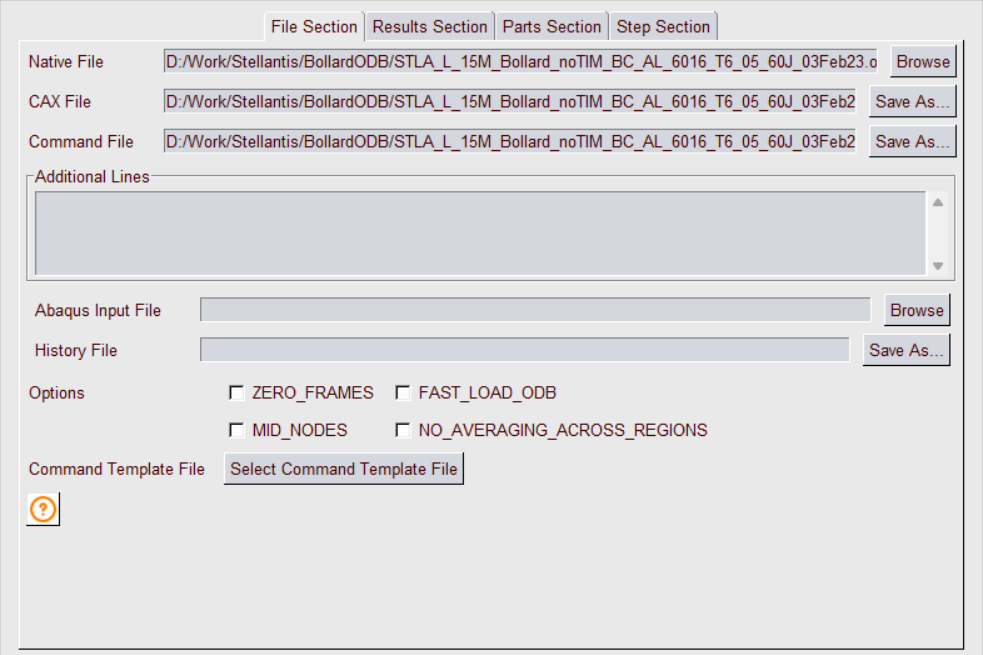 File Section Results Section Parts Section Step Section
Native File D:/Work/Stellantis/BollardODB/STLA_L_15M_Bollard_noTIM_BC_AL_6016_T6_05_60J_03Feb23.o Browse
CAX File D:/Work/Stellantis/BollardODB/STLA_L_15M_Bollard_noTIM_BC_AL_6016_T6_05_60J_03Feb2 Save As...
Command File D:/Work/Stellantis/BollardODB/STLA_L_15M_Bollard_noTIM_BC_AL_6016_T6_05_60J_03Feb2 Save As...
Additional Lines
Abaqus Input File Browse
History File Save As...
Options ZERO_FRAMES FAST_LOAD_ODB
MID_NODES NO_AVERAGING_ACROSS_REGIONS
Command Template File Select Command Template File
?